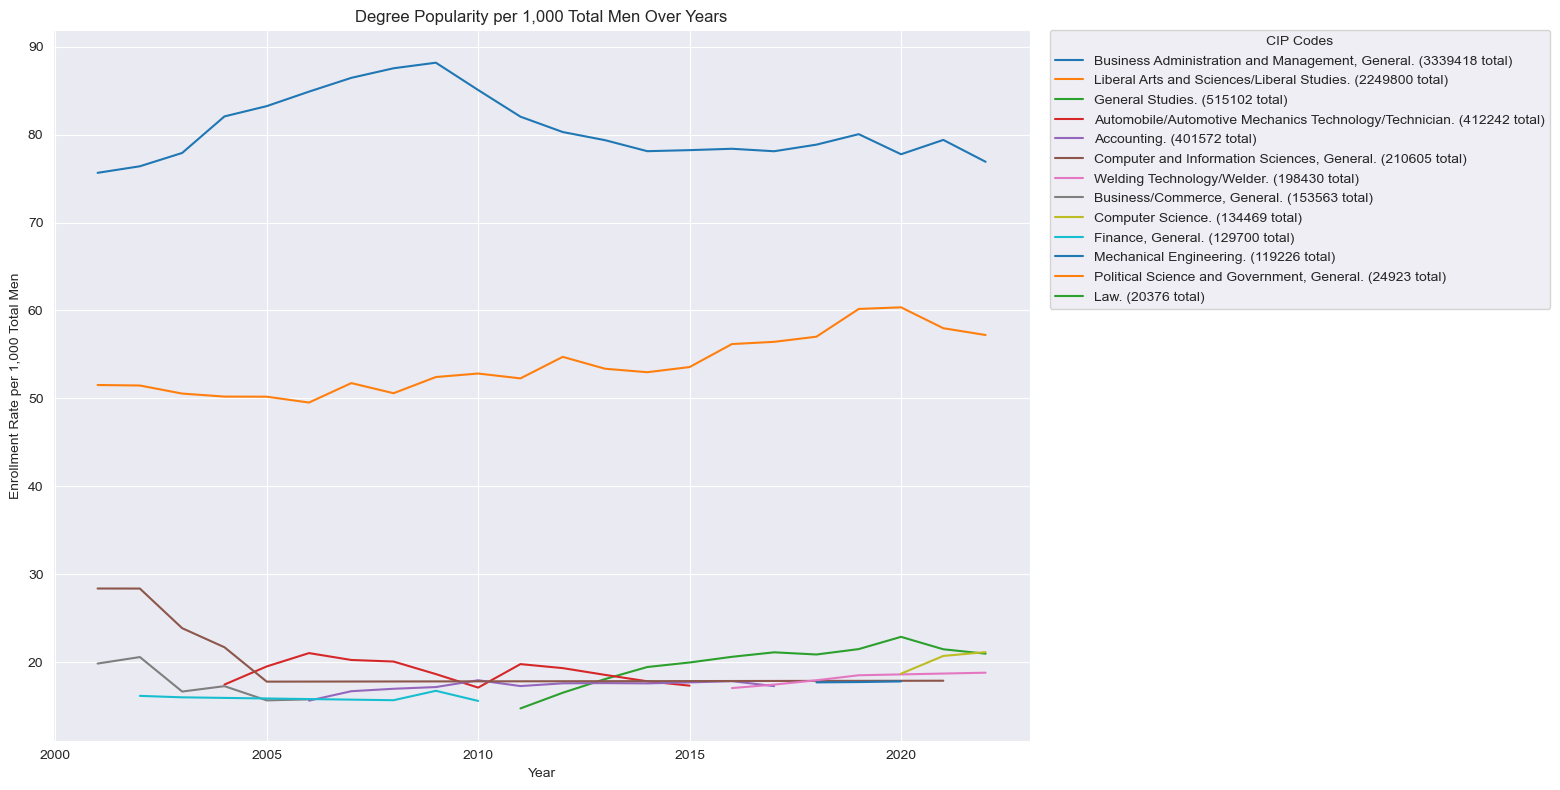 Degree Popularity per 1,000 Total Men Over Years
90
80
70
60
50
40
30
20
Enrollment Rate per 1,000 Total Men
2000
2005
2010
2015
2020
Year
CIP Codes
Business Administration and Management, General. (3339418 total)
Liberal Arts and Sciences/Liberal Studies. (2249800 total)
General Studies. (515102 total)
Automobile/Automotive Mechanics Technology/Technician. (412242 total)
Accounting. (401572 total)
Computer and Information Sciences, General. (210605 total)
Welding Technology/Welder. (198430 total)
Business/Commerce, General. (153563 total)
Computer Science. (134469 total)
Finance, General. (129700 total)
Mechanical Engineering. (119226 total)
Political Science and Government, General. (24923 total)
Law. (20376 total)